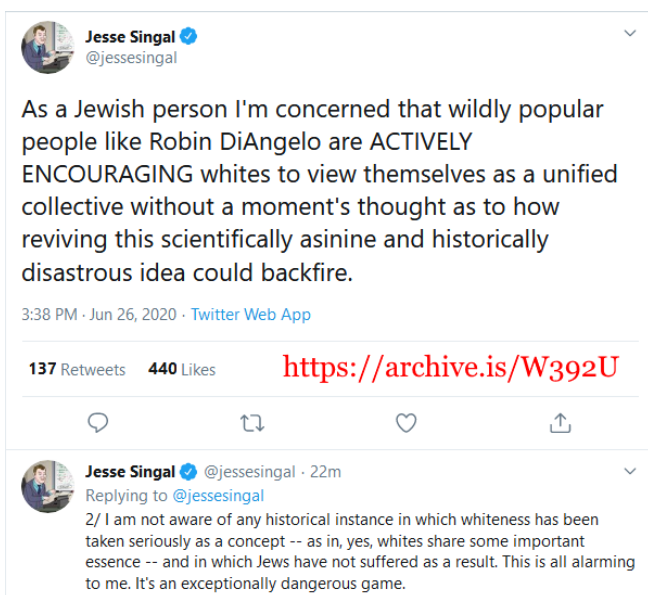 Jesse Singal
@jessesingal
As a Jewish person I'm concerned that wildly popular
people like Robin DiAngelo are ACTIVELY
ENCOURAGING whites to view themselves as a unified
collective without a moment's thought as to how
reviving this scientifically asinine and historically
disastrous idea could backfire.
3:38 PM · Jun 26, 2020 · Twitter Web App
137 Retweets 440 Likes https://archive.is/W392U
Jesse Singal @jessesingal · 22m
Replying to @jessesingal
2/ I am not aware of any historical instance in which whiteness has been
taken seriously as a concept -- as in, yes, whites share some important
essence -- and in which Jews have not suffered as a result. This is all alarming
to me. It's an exceptionally dangerous game.